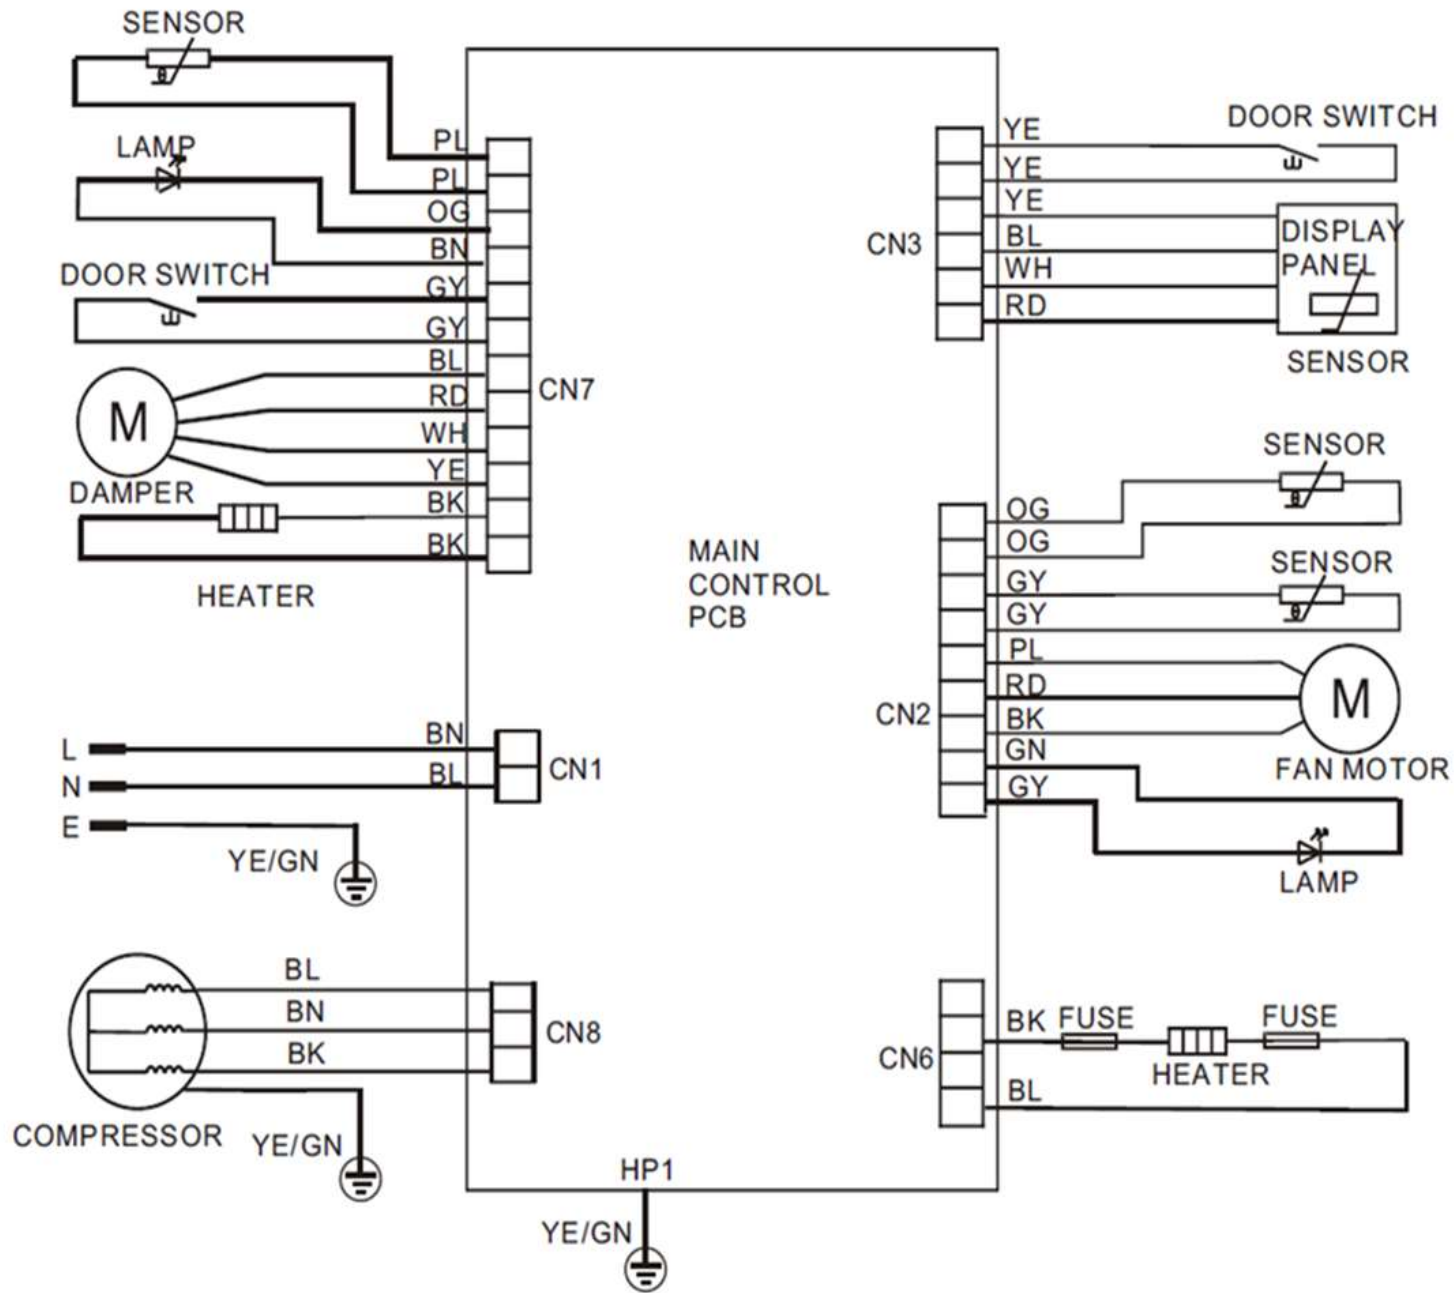 SENSOR
LAMP
PL
PL
OG
BN
DOOR SWITCH
GY
GY
BL
RD
WH
YE
BK
BK
CN7
M
DAMPER
HEATER
L
N
E
BN
BL
CN1
YE/GN
BL
BN
BK
CN8
COMPRESSOR
YE/GN
MAIN
CONTROL
PCB
HP1
YE/GN
YE
YE
YE
BL
WH
RD
CN3
DOOR SWITCH
DISPLAY
PANEL
SENSOR
SENSOR
OG
OG
SENSOR
GY
GY
PL
RD
BK
GN
GY
CN2
M
FAN MOTOR
LAMP
BK
FUSE
FUSE
HEATER
CN6
BL